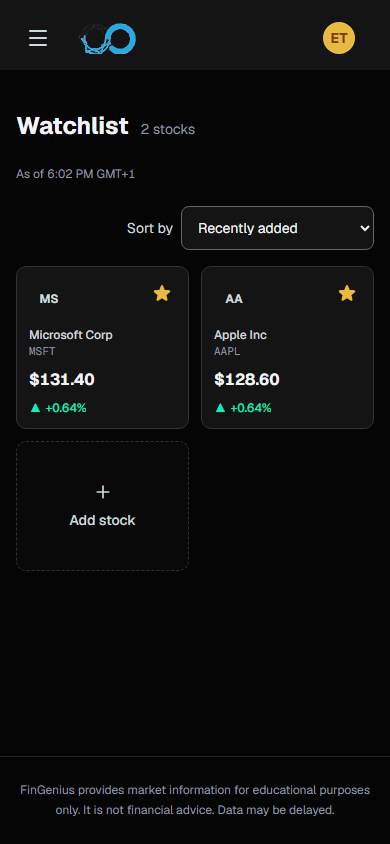 ET
Watchlist 2 stocks
As of 6:02 PM GMT+1
Sort by Recently added
MS
Microsoft Corp
MSFT
$131.40
▲ +0.64%
AA
Apple Inc
AAPL
$128.60
▲ +0.64%
+
Add stock
FinGenius provides market information for educational purposes
only. It is not financial advice. Data may be delayed.